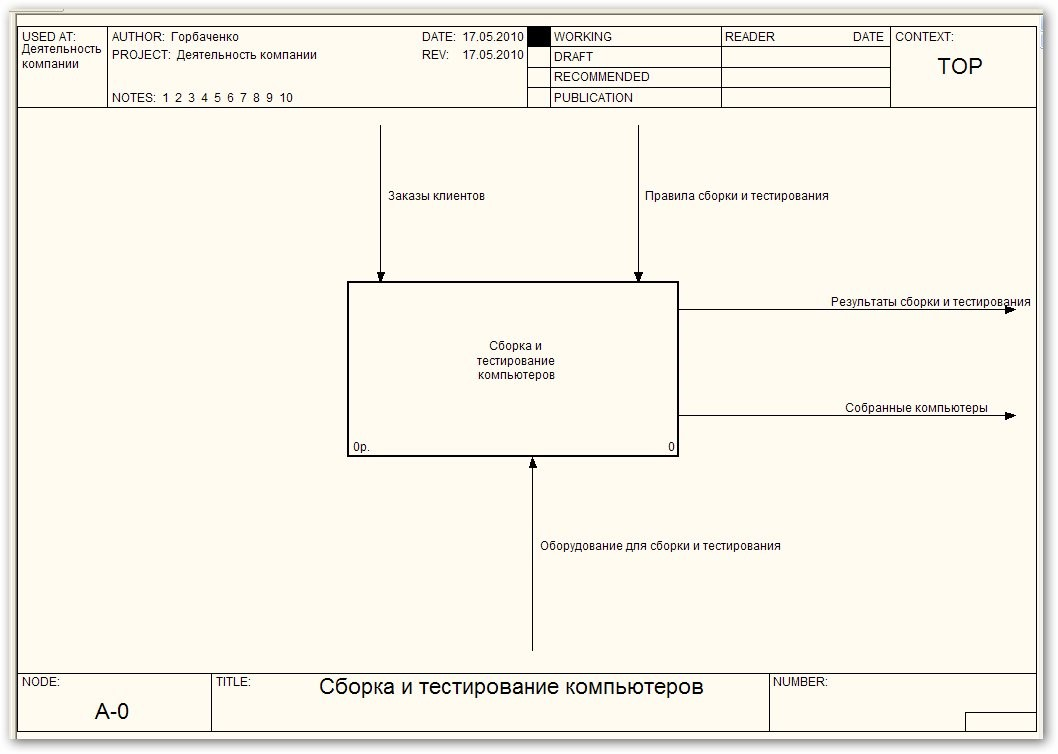 USED AT:
Деятельность
компании
AUTHOR: Горбаченко
DATE: 17.05.2010
PROJECT: Деятельность компании
REV: 17.05.2010
NOTES: 1 2 3 4 5 6 7 8 9 10
WORKING
DRAFT
RECOMMENDED
PUBLICATION
READER DATE
CONTEXT:
TOP
Заказы клиентов
Правила сборки и тестирования
Результаты сборки и тестирования
Сборка и
тестирование
компьютеров
Собранные компьютеры
0р. 0
Оборудование для сборки и тестирования
NODE:
A-0
TITLE:
Сборка и тестирование компьютеров
NUMBER: